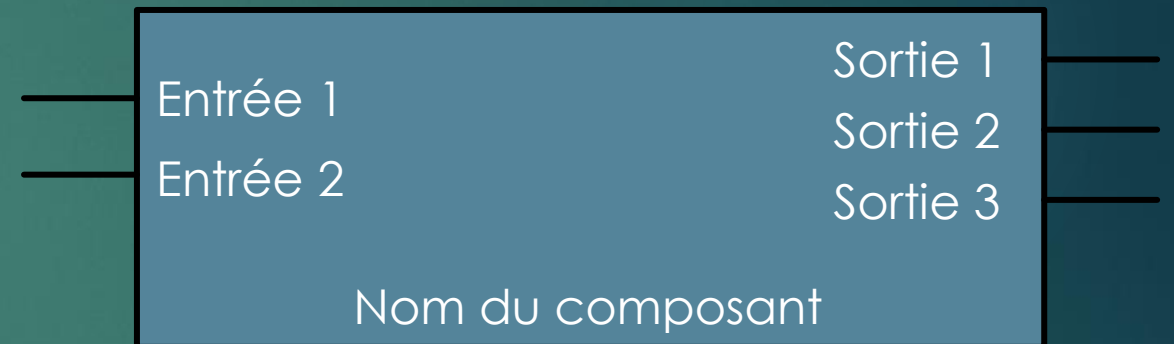 Entrée 1
Entrée 2
Sortie 1
Sortie 2
Sortie 3
Nom du composant